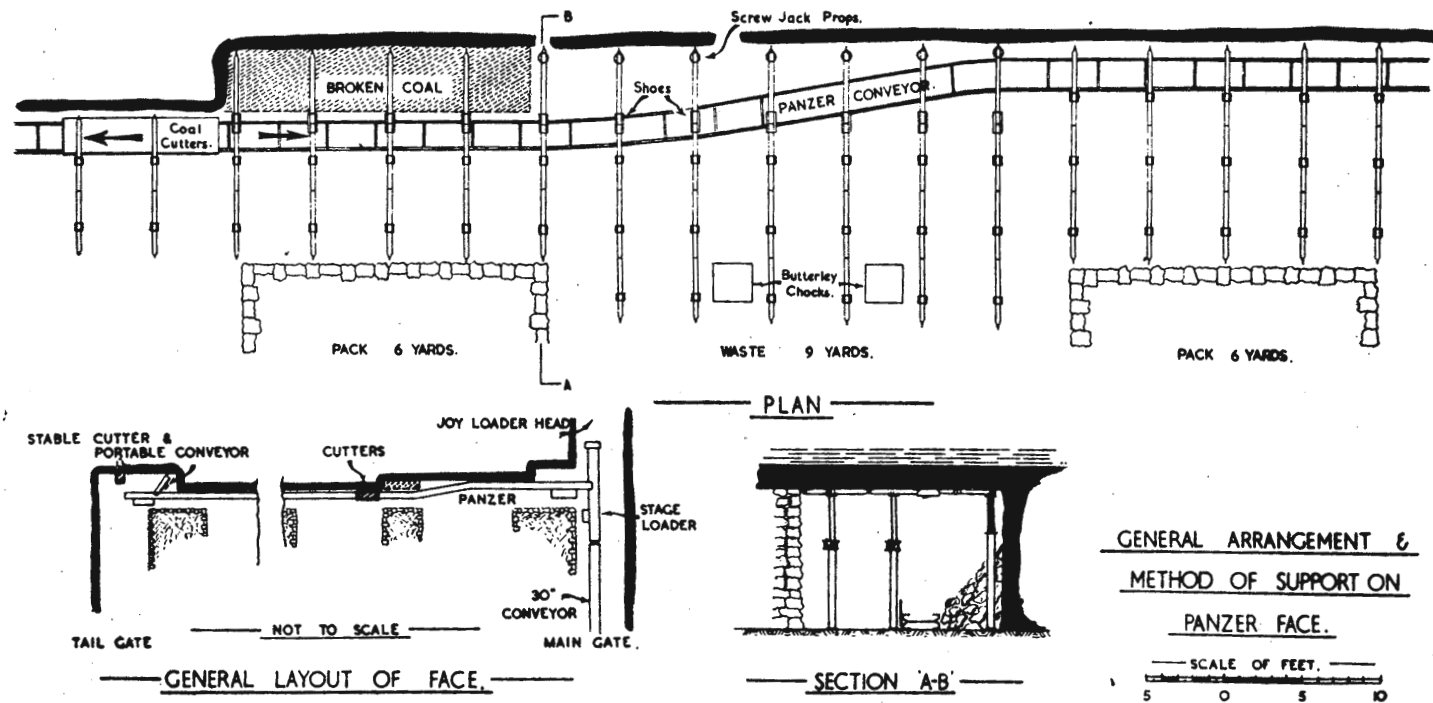 B
Screw Jack Props.
BROKEN COAL
Shoes
PANZER CONVEYOR.
Coal
Cutters.
Butterley
Chocks.
PACK 6 YARDS.
WASTE 9 YARDS.
PACK 6 YARDS.
A
PLAN
STABLE CUTTER &
PORTABLE CONVEYOR
CUTTERS
JOY LOADER HEAD
PANZER
STAGE
LOADER
30"
CONVEYOR
TAIL GATE
NOT TO SCALE
MAIN GATE.
GENERAL LAYOUT OF FACE.
SECTION 'A-B'
GENERAL ARRANGEMENT &
METHOD OF SUPPORT ON
PANZER FACE.
SCALE OF FEET.
5 0 5 10